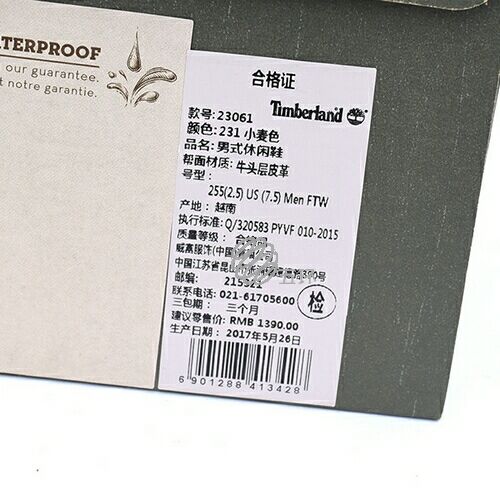 TERPROOF
our guarantee.
t notre garantie.
合格证
Timberland
款号: 23061
颜色: 231 小麦色
品名: 男式休闲鞋
帮面材质: 牛头层皮革
号型:
255(2.5) US (7.5) Men FTW
产地: 越南
执行标准: Q/320583 PYVF 010-2015
质量等级: 合格
威富服饰(中国
中国江苏省昆山
邮编: 215321
联系电话: 021-61705600
三包期: 三个月
检
建议零售价: RMB 1390.00
生产日期: 2017年5月26日
6 901288 413428